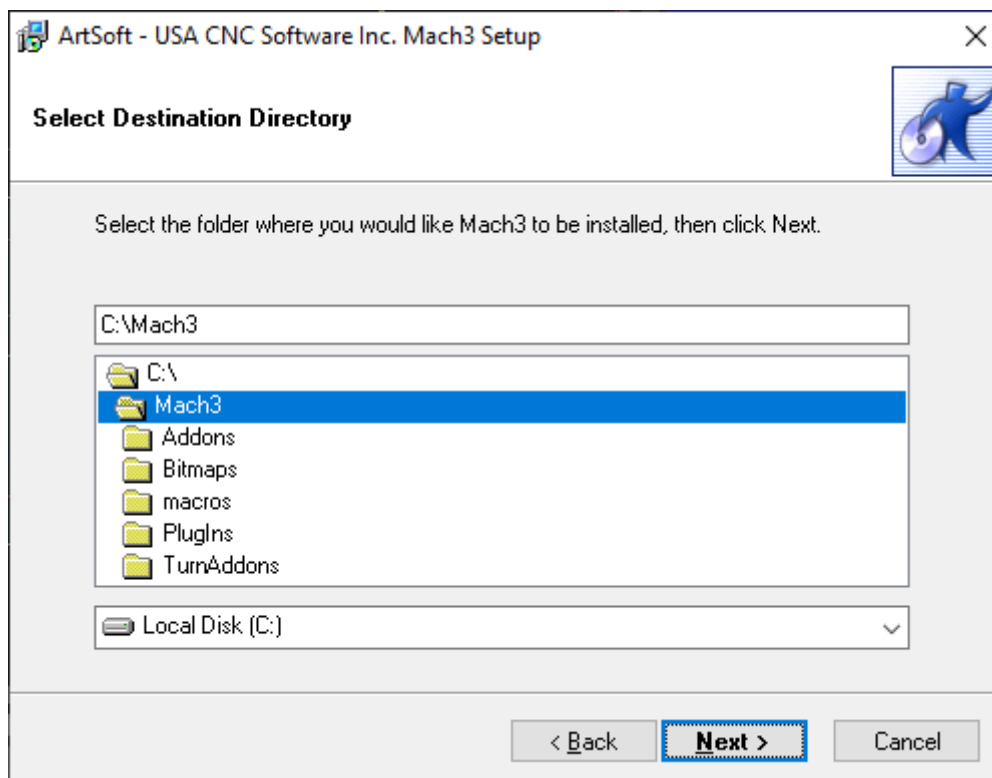 ArtSoft - USA CNC Software Inc. Mach3 Setup
Select Destination Directory
Select the folder where you would like Mach3 to be installed, then click Next.
C:\Mach3
C:\
Mach3
Addons
Bitmaps
macros
PlugIns
TurnAddons
Local Disk (C:)
< Back Next > Cancel